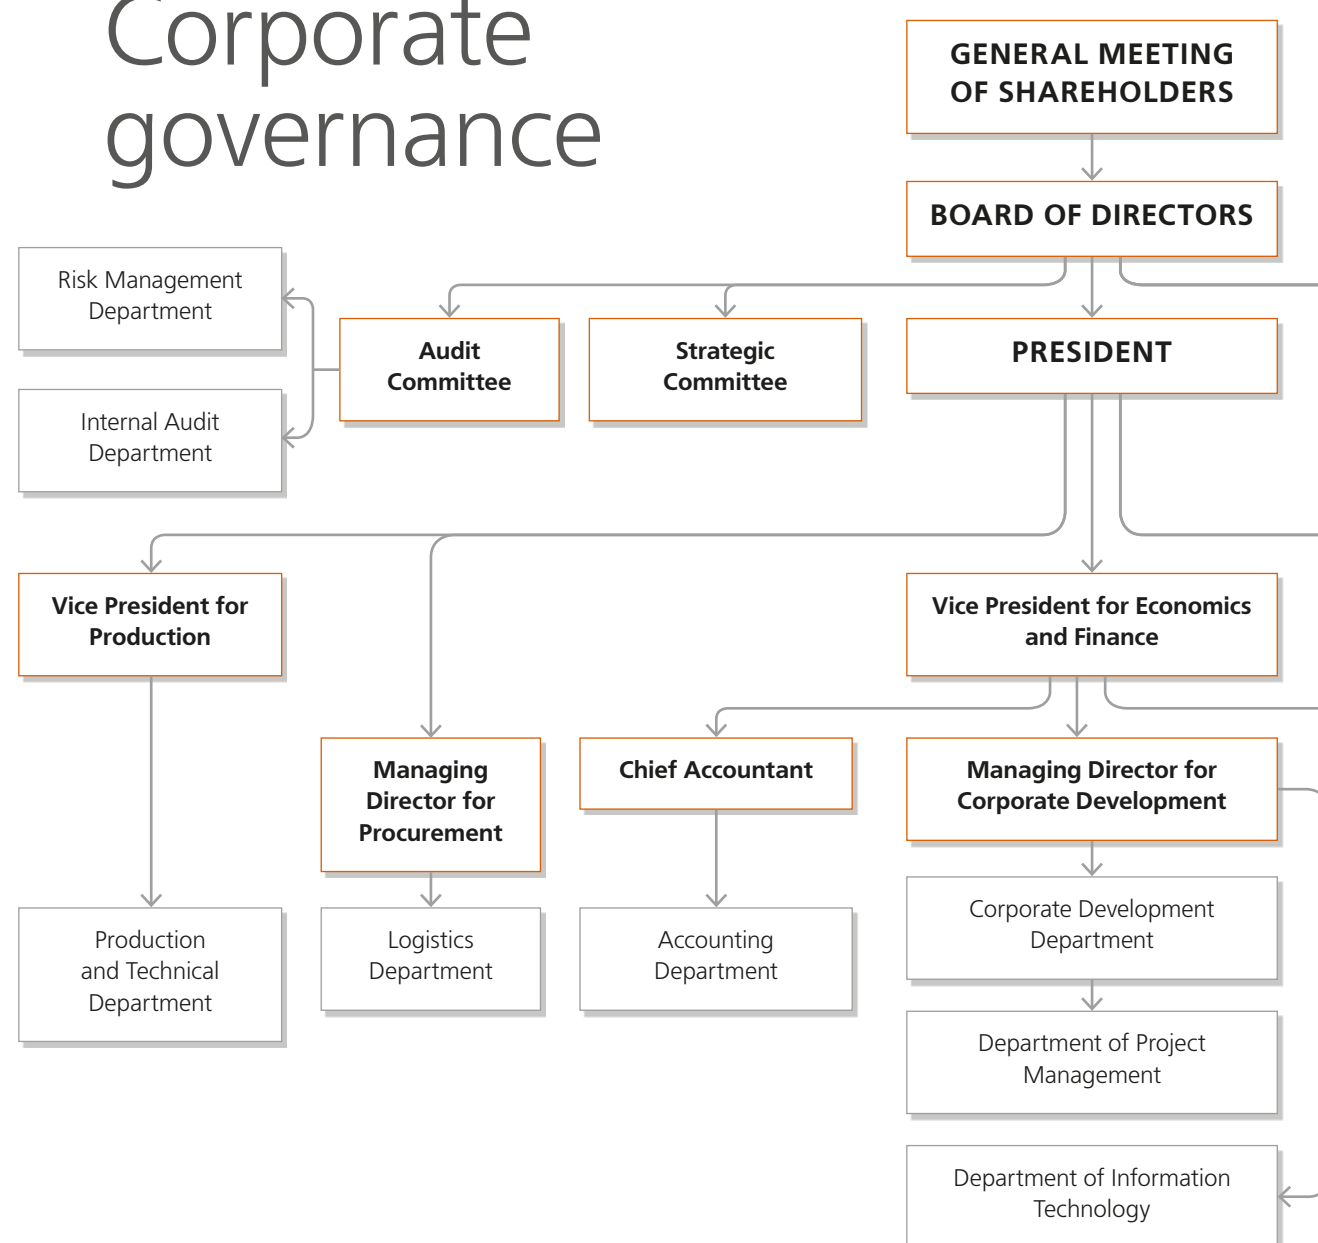 Corporate
governance
GENERAL MEETING
OF SHAREHOLDERS
BOARD OF DIRECTORS
Risk Management
Department
Internal Audit
Department
Audit
Committee
Strategic
Committee
PRESIDENT
Vice President for
Production
Vice President for Economics
and Finance
Managing
Director for
Procurement
Chief Accountant
Managing Director for
Corporate Development
Production
and Technical
Department
Logistics
Department
Accounting
Department
Corporate Development
Department
Department of Project
Management
Department of Information
Technology